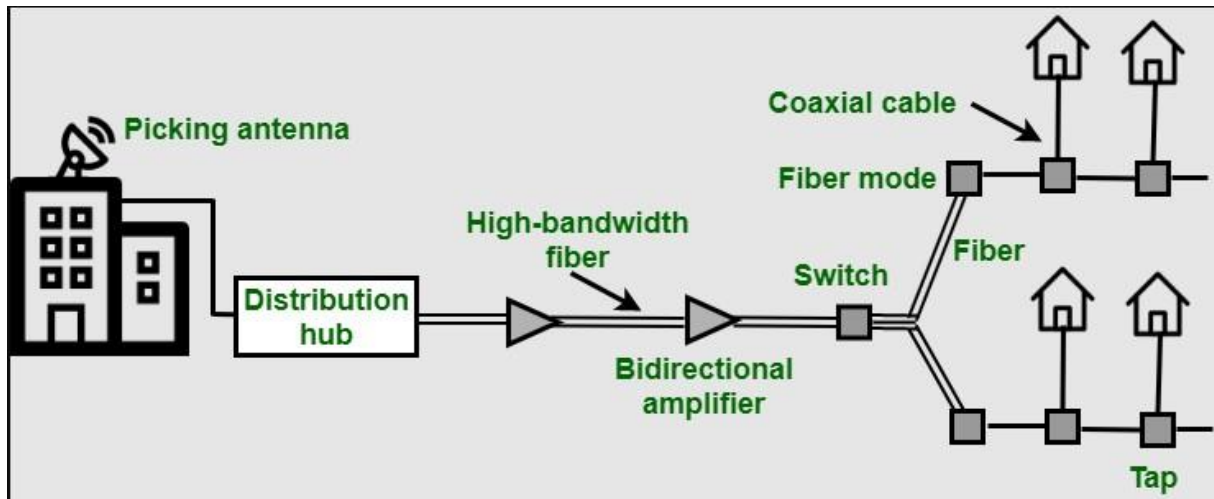 Picking antenna
Distribution
hub
High-bandwidth
fiber
Bidirectional
amplifier
Switch
Fiber
Fiber mode
Coaxial cable
Tap